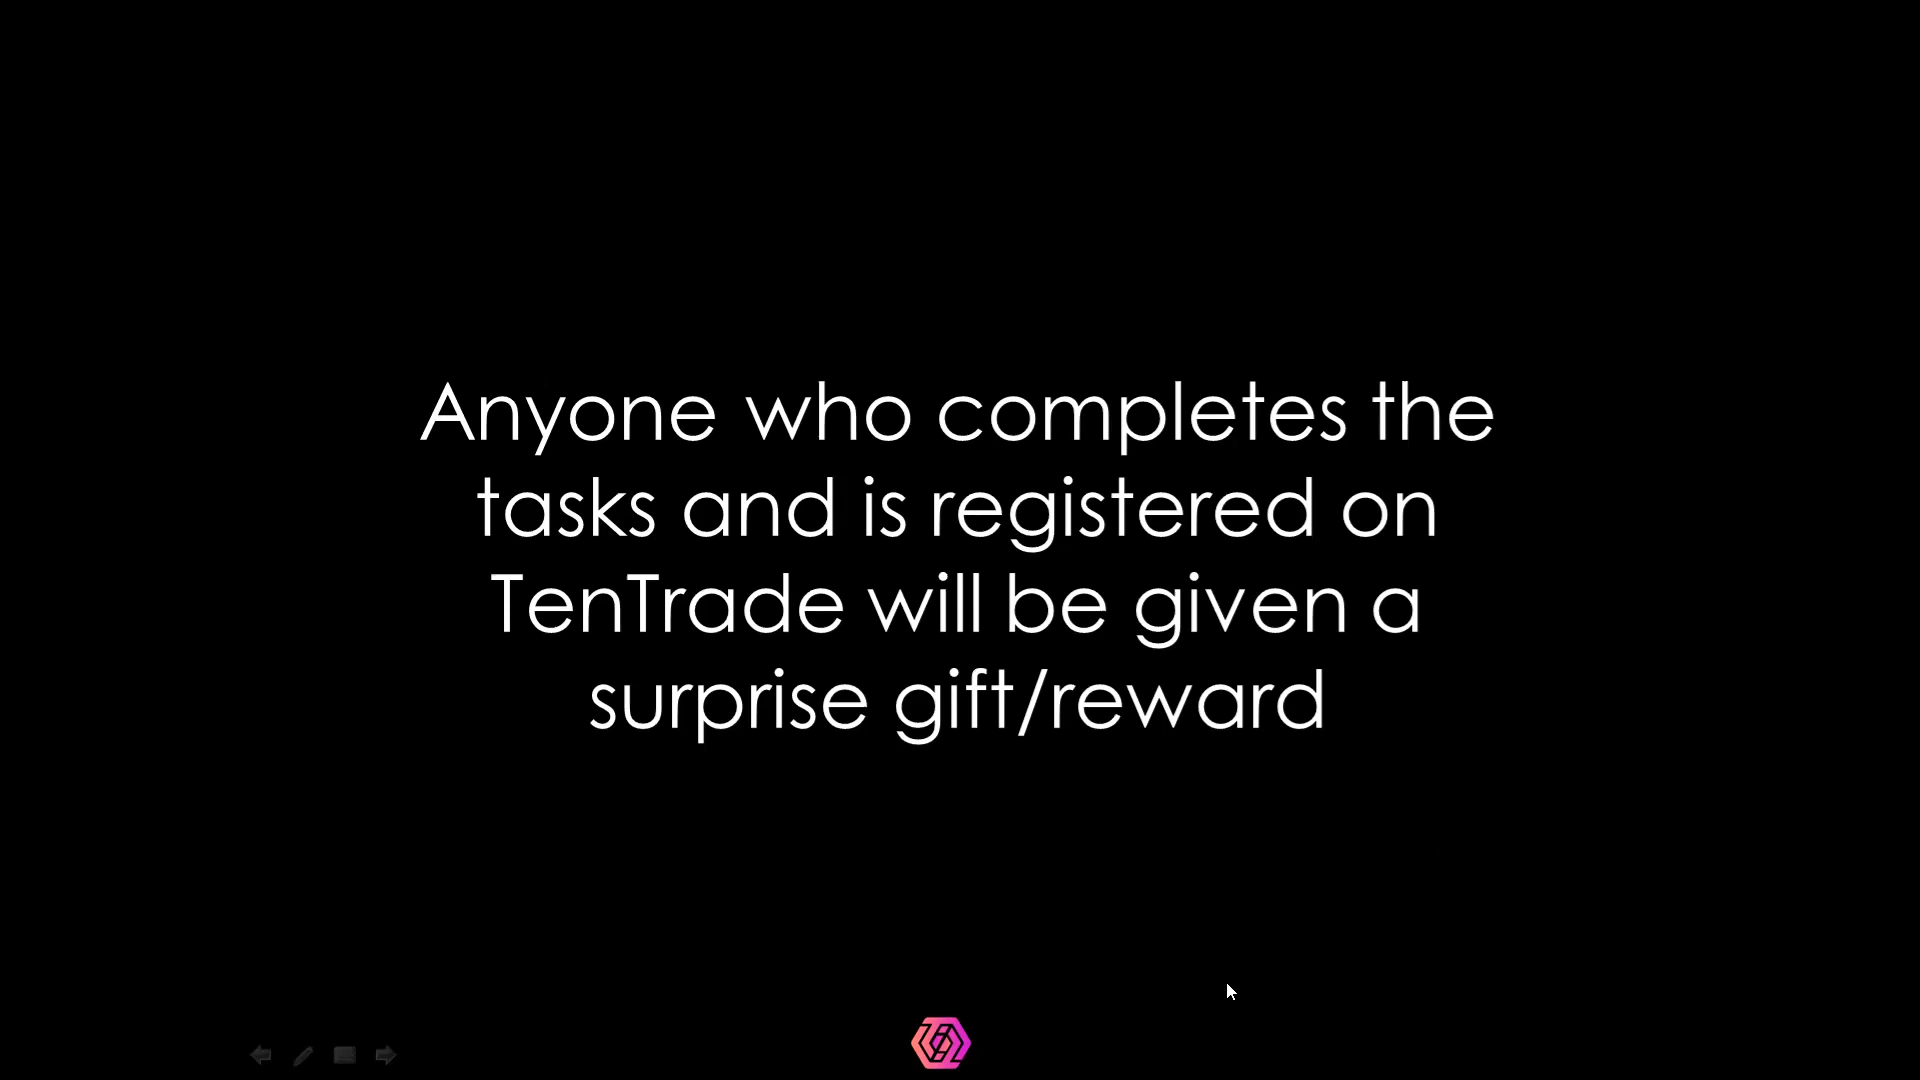 Anyone who completes the
tasks and is registered on
TenTrade will be given a
surprise gift/reward